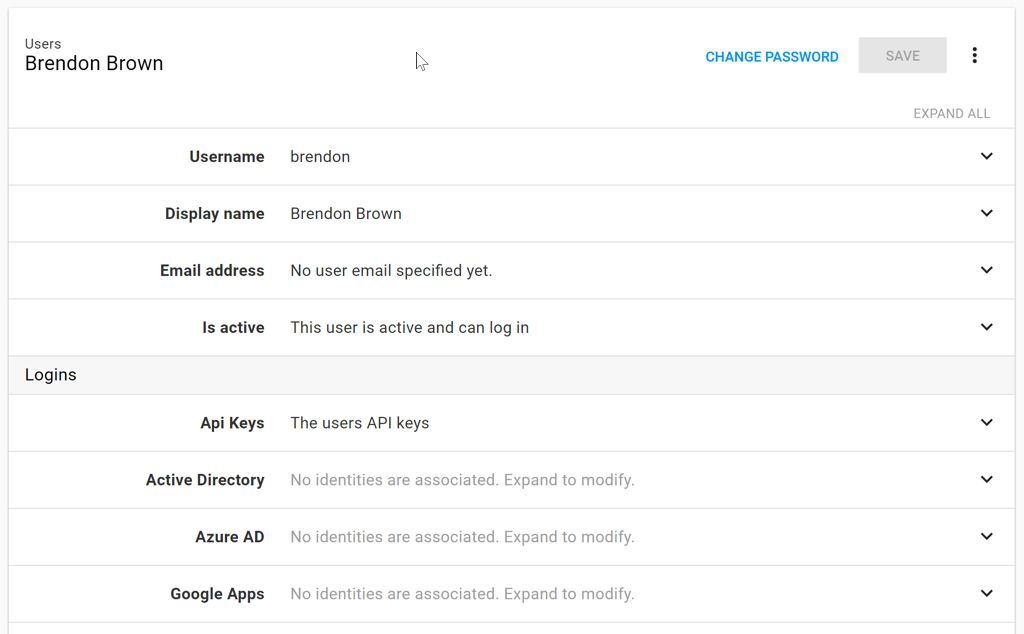 Users
Brendon Brown
CHANGE PASSWORD
SAVE
EXPAND ALL
Username brendon
Display name Brendon Brown
Email address No user email specified yet.
Is active This user is active and can log in
Logins
Api Keys The users API keys
Active Directory No identities are associated. Expand to modify.
Azure AD No identities are associated. Expand to modify.
Google Apps No identities are associated. Expand to modify.